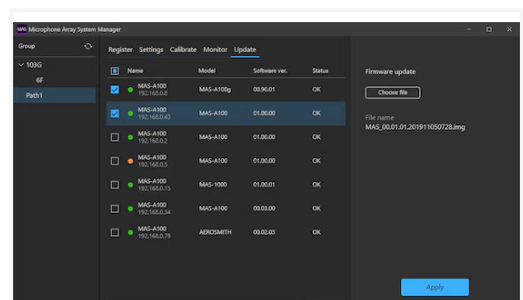 MAS Microphone Array System Manager
Group
Register Settings Calibrate Monitor Update
103G
6F
Path1
Name Model Software ver. Status
MAS-A100 MAS-A100g 00.90.01 OK
192.168.0.8
MAS-A100 MAS-A100 01.00.00 OK
192.168.0.43
MAS-A100 MAS-A100 01.00.00 OK
192.168.0.2
MAS-A100 MAS-A100 01.00.00 OK
192.168.0.5
MAS-A100 MAS-1000 01.00.01 OK
192.168.0.15
MAS-A100 MAS-A100 00.03.00 OK
192.168.0.34
MAS-A100 AEROSMITH 00.02.03 OK
192.168.0.78
Firmware update
Choose file
File name
MAS_00.01.01.201911050728.img
Apply